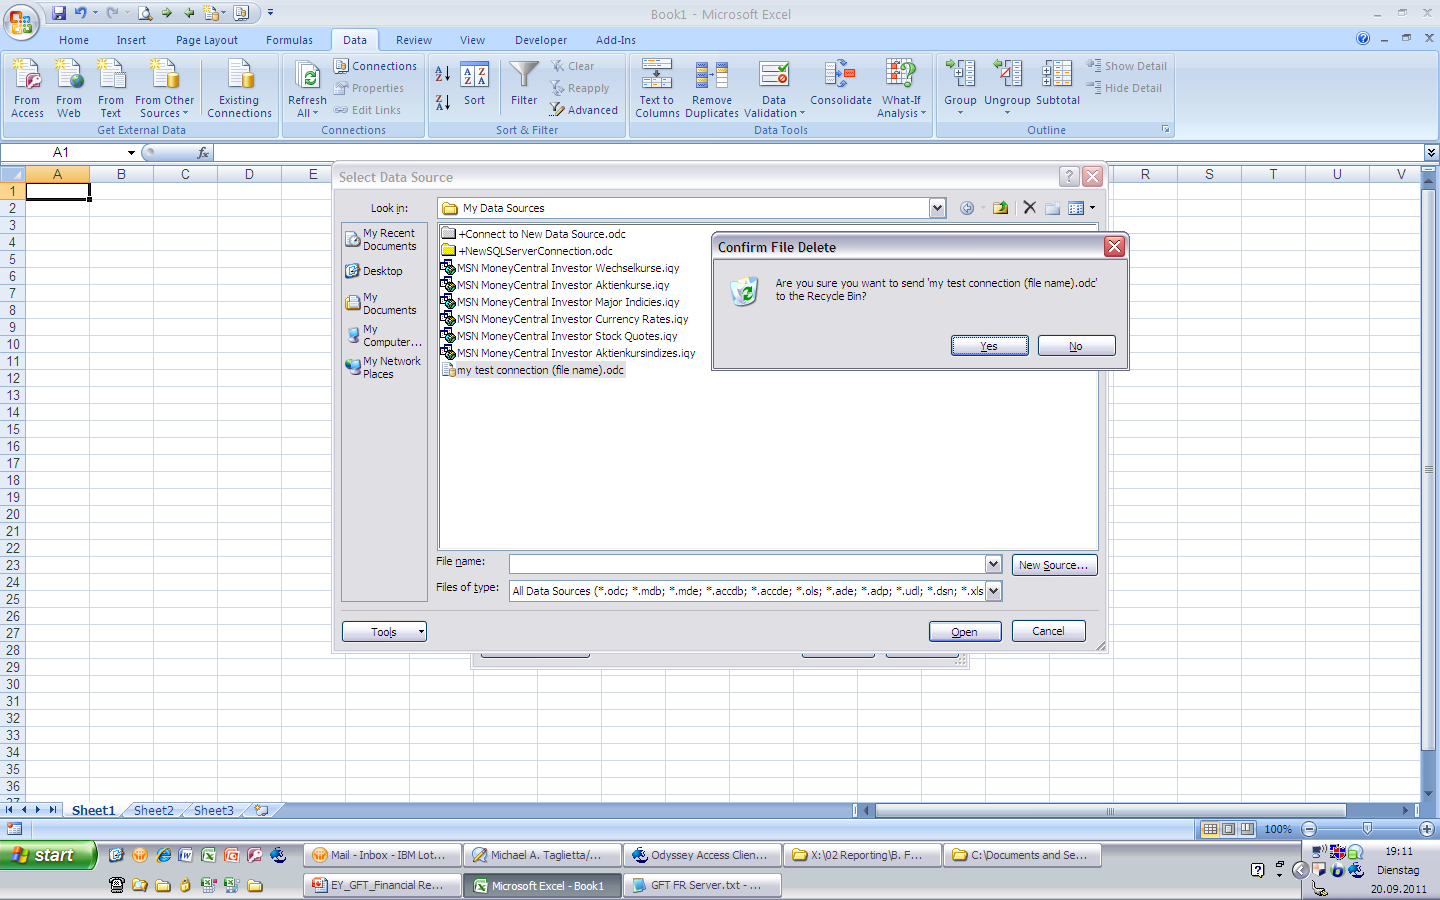 Book1 - Microsoft Excel
Home Insert Page Layout Formulas Data Review View Developer Add-Ins
From Access
From Web
From Text
From Other Sources
Existing Connections
Get External Data
Refresh All
Connections
Properties
Edit Links
Connections
Sort
Filter
Clear
Reapply
Advanced
Sort & Filter
Text to Columns
Remove Duplicates
Data Validation
Consolidate
What-If Analysis
Data Tools
Group
Ungroup
Subtotal
Show Detail
Hide Detail
Outline
A1
fx
A B C D E R S T U V
1
2
3
4
5
6
7
8
9
10
11
12
13
14
15
16
17
18
19
20
21
22
23
24
25
26
27
28
29
30
31
32
33
34
35
36
37
Select Data Source
Look in: My Data Sources
My Recent Documents
Desktop
My Documents
My Computer...
My Network Places
+Connect to New Data Source.odc
+NewSQLServerConnection.odc
MSN MoneyCentral Investor Wechselkurse.iqy
MSN MoneyCentral Investor Aktienkurse.iqy
MSN MoneyCentral Investor Major Indicies.iqy
MSN MoneyCentral Investor Currency Rates.iqy
MSN MoneyCentral Investor Stock Quotes.iqy
MSN MoneyCentral Investor Aktienkursindizes.iqy
my test connection (file name).odc
Confirm File Delete
Are you sure you want to send 'my test connection (file name).odc'
to the Recycle Bin?
Yes No
File name:
New Source...
Files of type: All Data Sources (*.odc; *.mdb; *.mde; *.accdb; *.accde; *.ols; *.ade; *.adp; *.udl; *.dsn; *.xls
Tools Open Cancel
Sheet1 Sheet2 Sheet3
100%
start
Mail - Inbox - IBM Lot...
Michael A. Taglietta/...
Odyssey Access Clien...
X:\02 Reporting\B. F...
C:\Documents and Se...
EY_GFT_Financial Re...
Microsoft Excel - Book1
GFT FR Server.txt - ...
19:11
Dienstag
20.09.2011